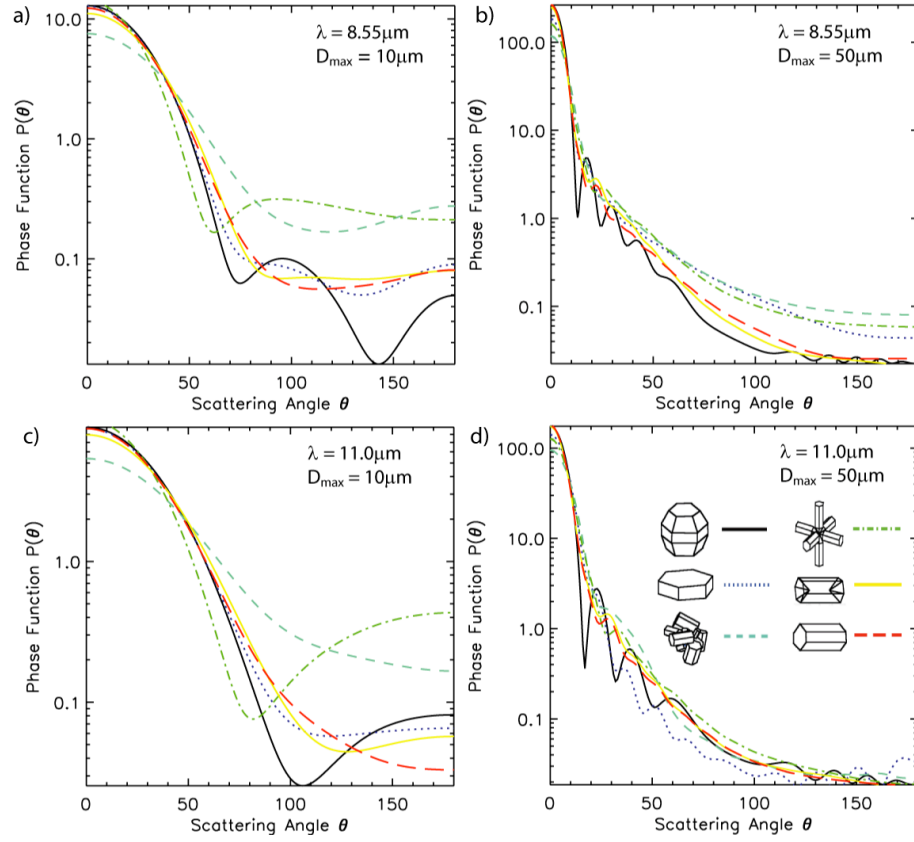 a)
λ = 8.55μm
Dmax = 10μm
10.0
1.0
0.1
Phase Function P(θ)
0
50
100
150
Scattering Angle θ
b)
λ = 8.55μm
Dmax = 50μm
100.0
10.0
1.0
0.1
Phase Function P(θ)
0
50
100
150
Scattering Angle θ
c)
λ = 11.0μm
Dmax = 10μm
1.0
0.1
Phase Function P(θ)
0
50
100
150
Scattering Angle θ
d)
λ = 11.0μm
Dmax = 50μm
100.0
10.0
1.0
0.1
Phase Function P(θ)
0
50
100
150
Scattering Angle θ